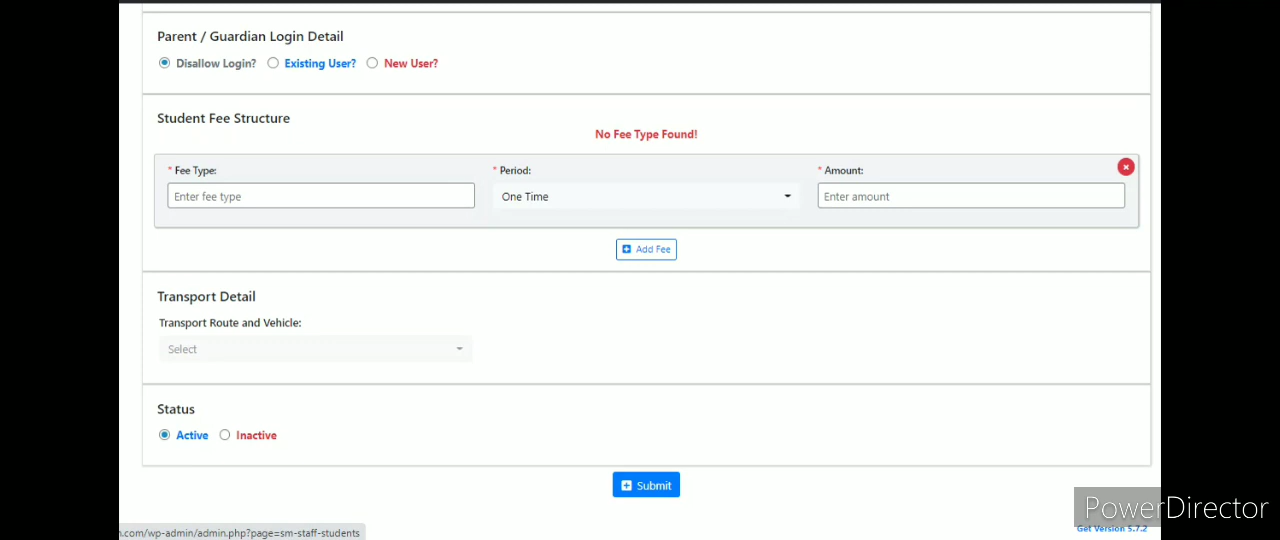 Parent / Guardian Login Detail
Disallow Login? Existing User? New User?
Student Fee Structure
No Fee Type Found!
* Fee Type: * Period: * Amount:
Enter fee type One Time Enter amount
Add Fee
Transport Detail
Transport Route and Vehicle:
Select
Status
Active Inactive
Submit
PowerDirector
Get Version 5.7.2
n.com/wp-admin/admin.php?page=sm-staff-students